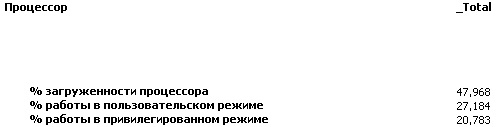 Процессор _Total
% загруженности процессора 47,968
% работы в пользовательском режиме 27,184
% работы в привилегированном режиме 20,783